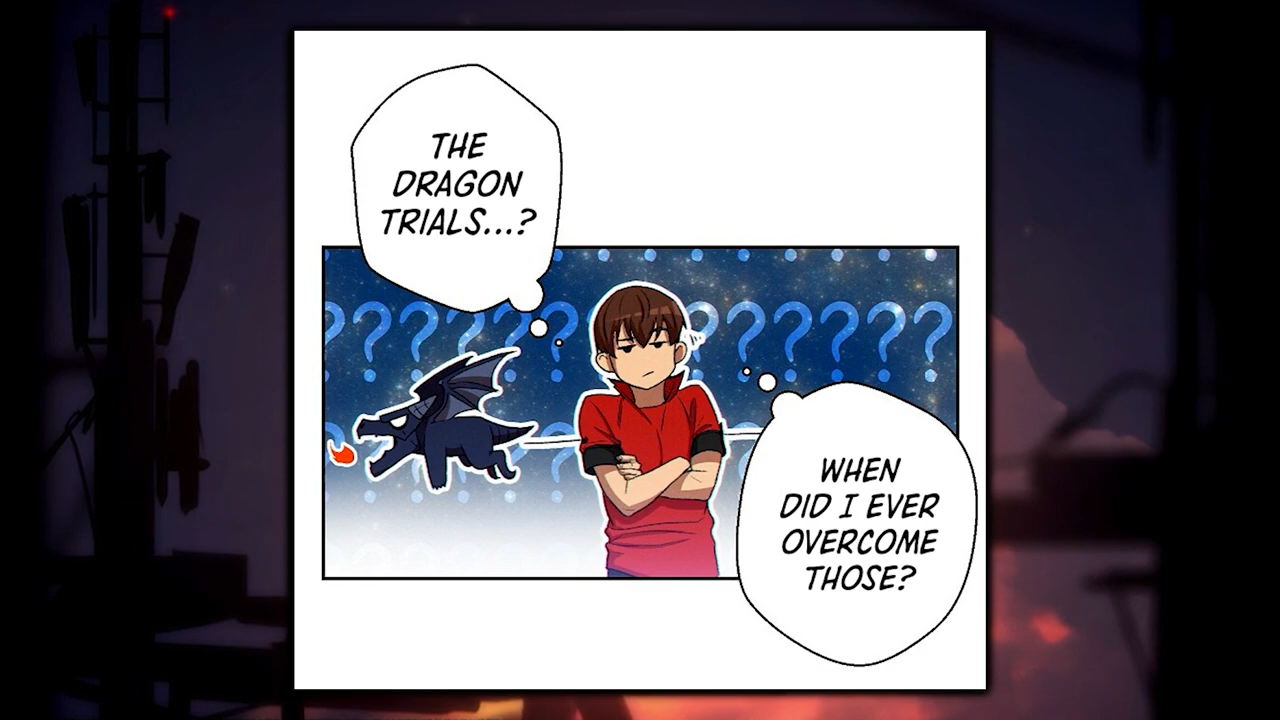 THE
DRAGON
TRIALS...?
WHEN
DID I EVER
OVERCOME
THOSE?